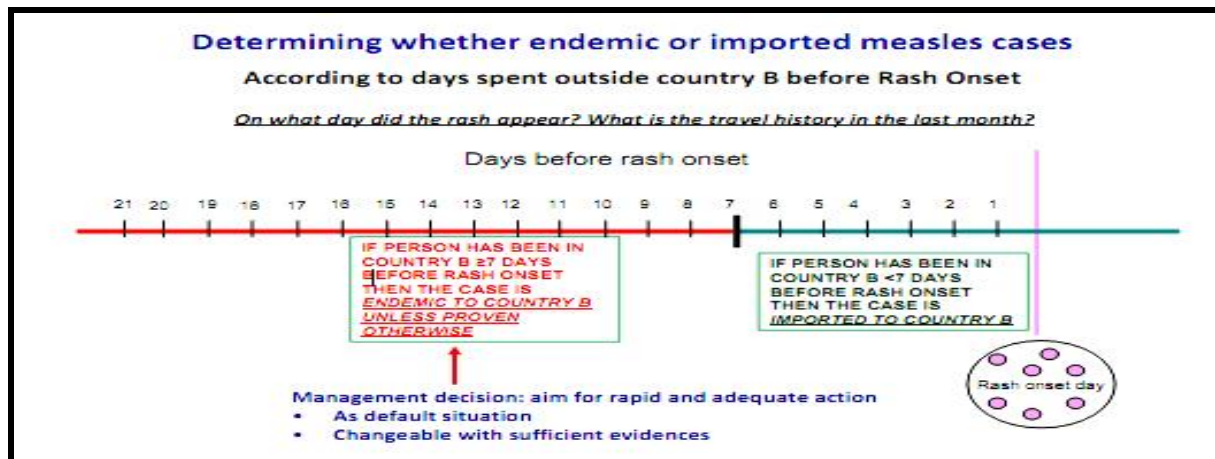 Determining whether endemic or imported measles cases
According to days spent outside country B before Rash Onset
On what day did the rash appear? What is the travel history in the last month?
Days before rash onset
21 20 19 18 17 16 15 14 13 12 11 10 9 8 7 6 5 4 3 2 1
IF PERSON HAS BEEN IN
COUNTRY B ≥7 DAYS
BEFORE RASH ONSET
THEN THE CASE IS
ENDEMIC TO COUNTRY B
UNLESS PROVEN
OTHERWISE
IF PERSON HAS BEEN IN
COUNTRY B <7 DAYS
BEFORE RASH ONSET
THEN THE CASE IS
IMPORTED TO COUNTRY B
Rash onset day
Management decision: aim for rapid and adequate action
• As default situation
• Changeable with sufficient evidences